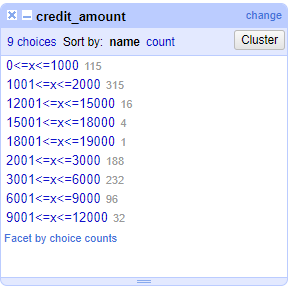 credit_amount change
9 choices Sort by: name count Cluster
0<=x<=1000 115
1001<=x<=2000 315
12001<=x<=15000 16
15001<=x<=18000 4
18001<=x<=19000 1
2001<=x<=3000 188
3001<=x<=6000 232
6001<=x<=9000 96
9001<=x<=12000 32
Facet by choice counts